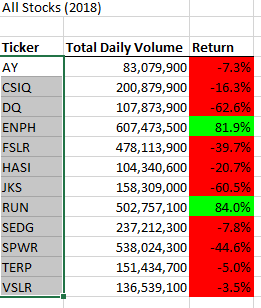 All Stocks (2018)
Ticker Total Daily Volume Return
AY 83,079,900 -7.3%
CSIQ 200,879,900 -16.3%
DQ 107,873,900 -62.6%
ENPH 607,473,500 81.9%
FSLR 478,113,900 -39.7%
HASI 104,340,600 -20.7%
JKS 158,309,000 -60.5%
RUN 502,757,100 84.0%
SEDG 237,212,300 -7.8%
SPWR 538,024,300 -44.6%
TERP 151,434,700 -5.0%
VSLR 136,539,100 -3.5%